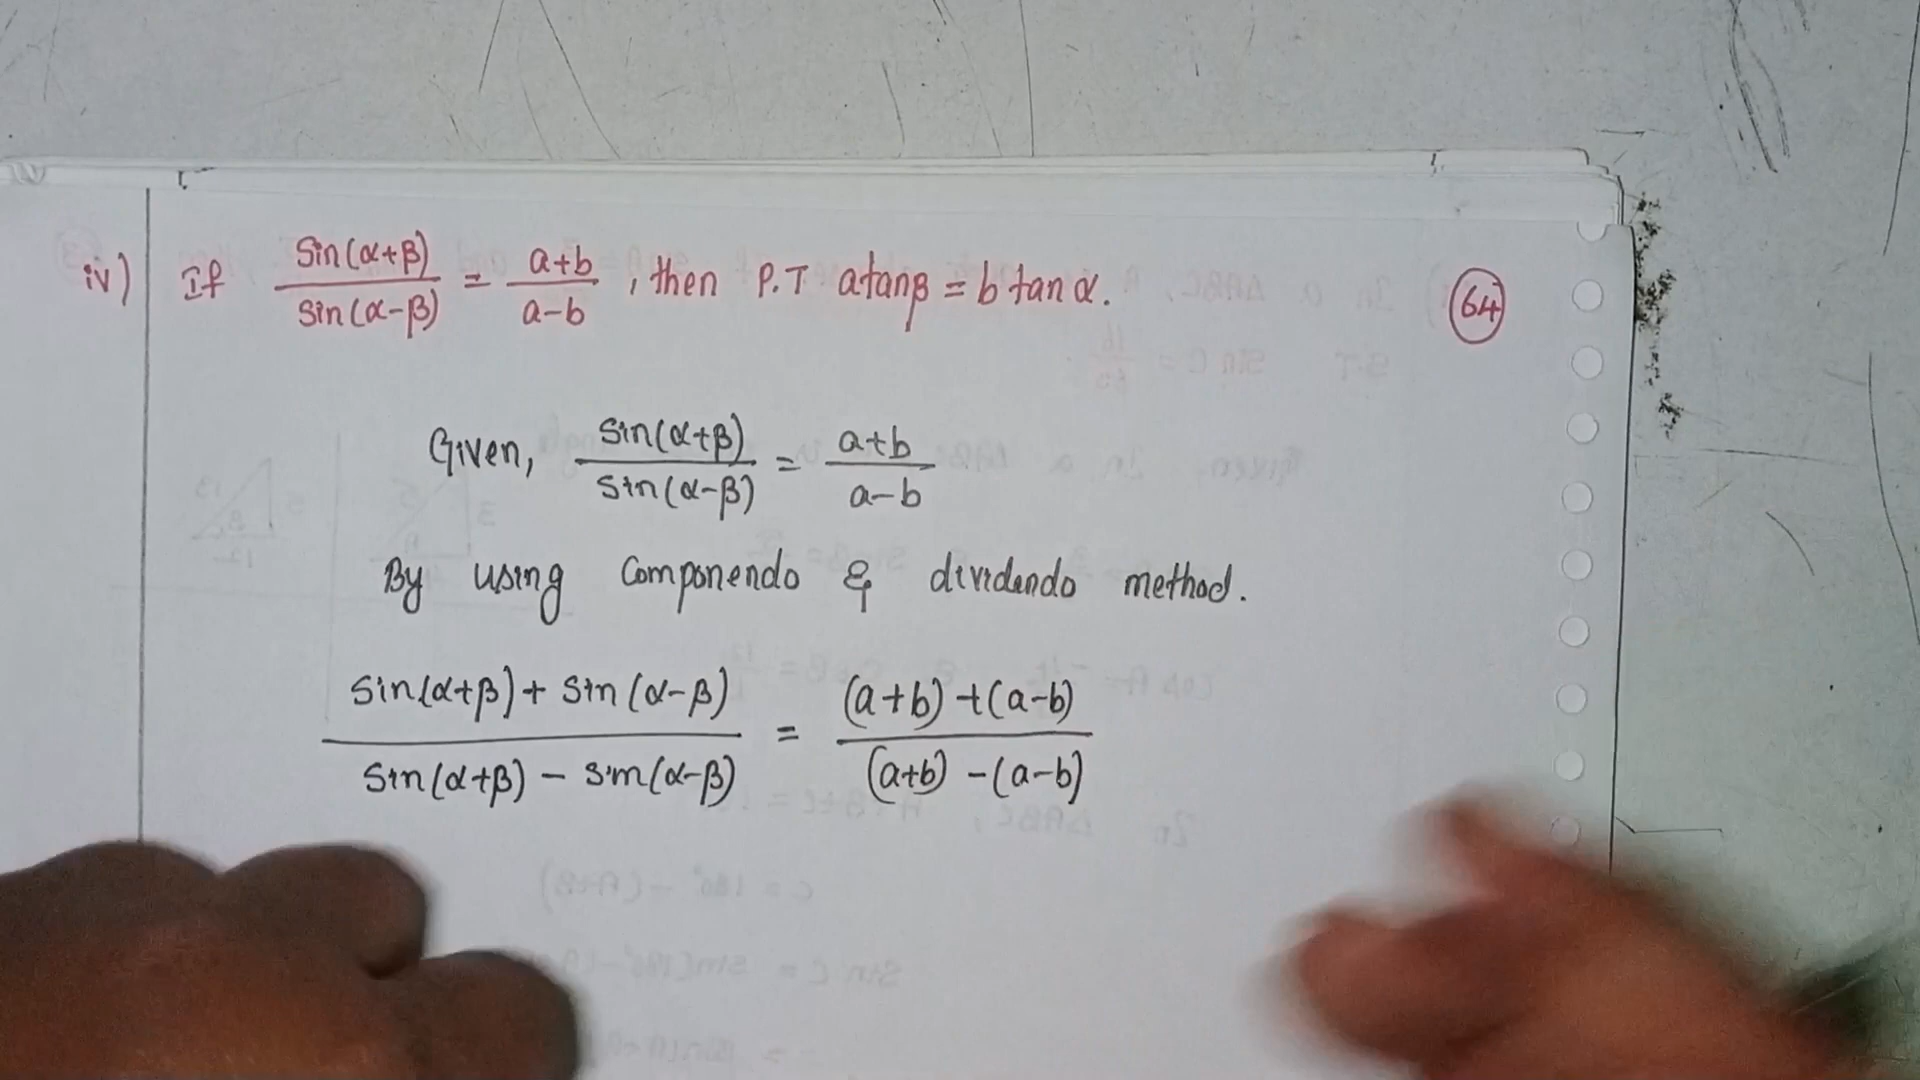 iv) If sin(α+β)/sin(α-β) = a+b/a-b , then P.T atanβ = b tan α. 64
Given, sin(α+β)/sin(α-β) = a+b/a-b
By using Componendo & dividendo method.
sin(α+β)+ sin(α-β)/sin(α+β) - sin(α-β) = (a+b)+(a-b)/(a+b) -(a-b)